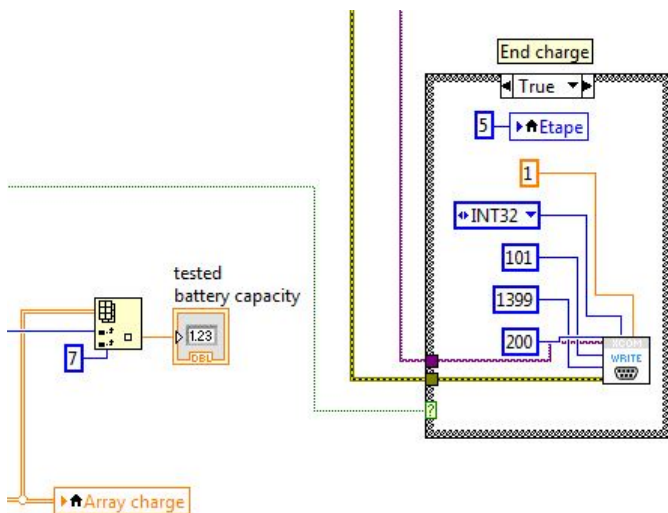 End charge
True
5
Etape
1
INT32
101
1399
200
XCOM
WRITE
tested
battery capacity
1.23
DBL
7
Array charge